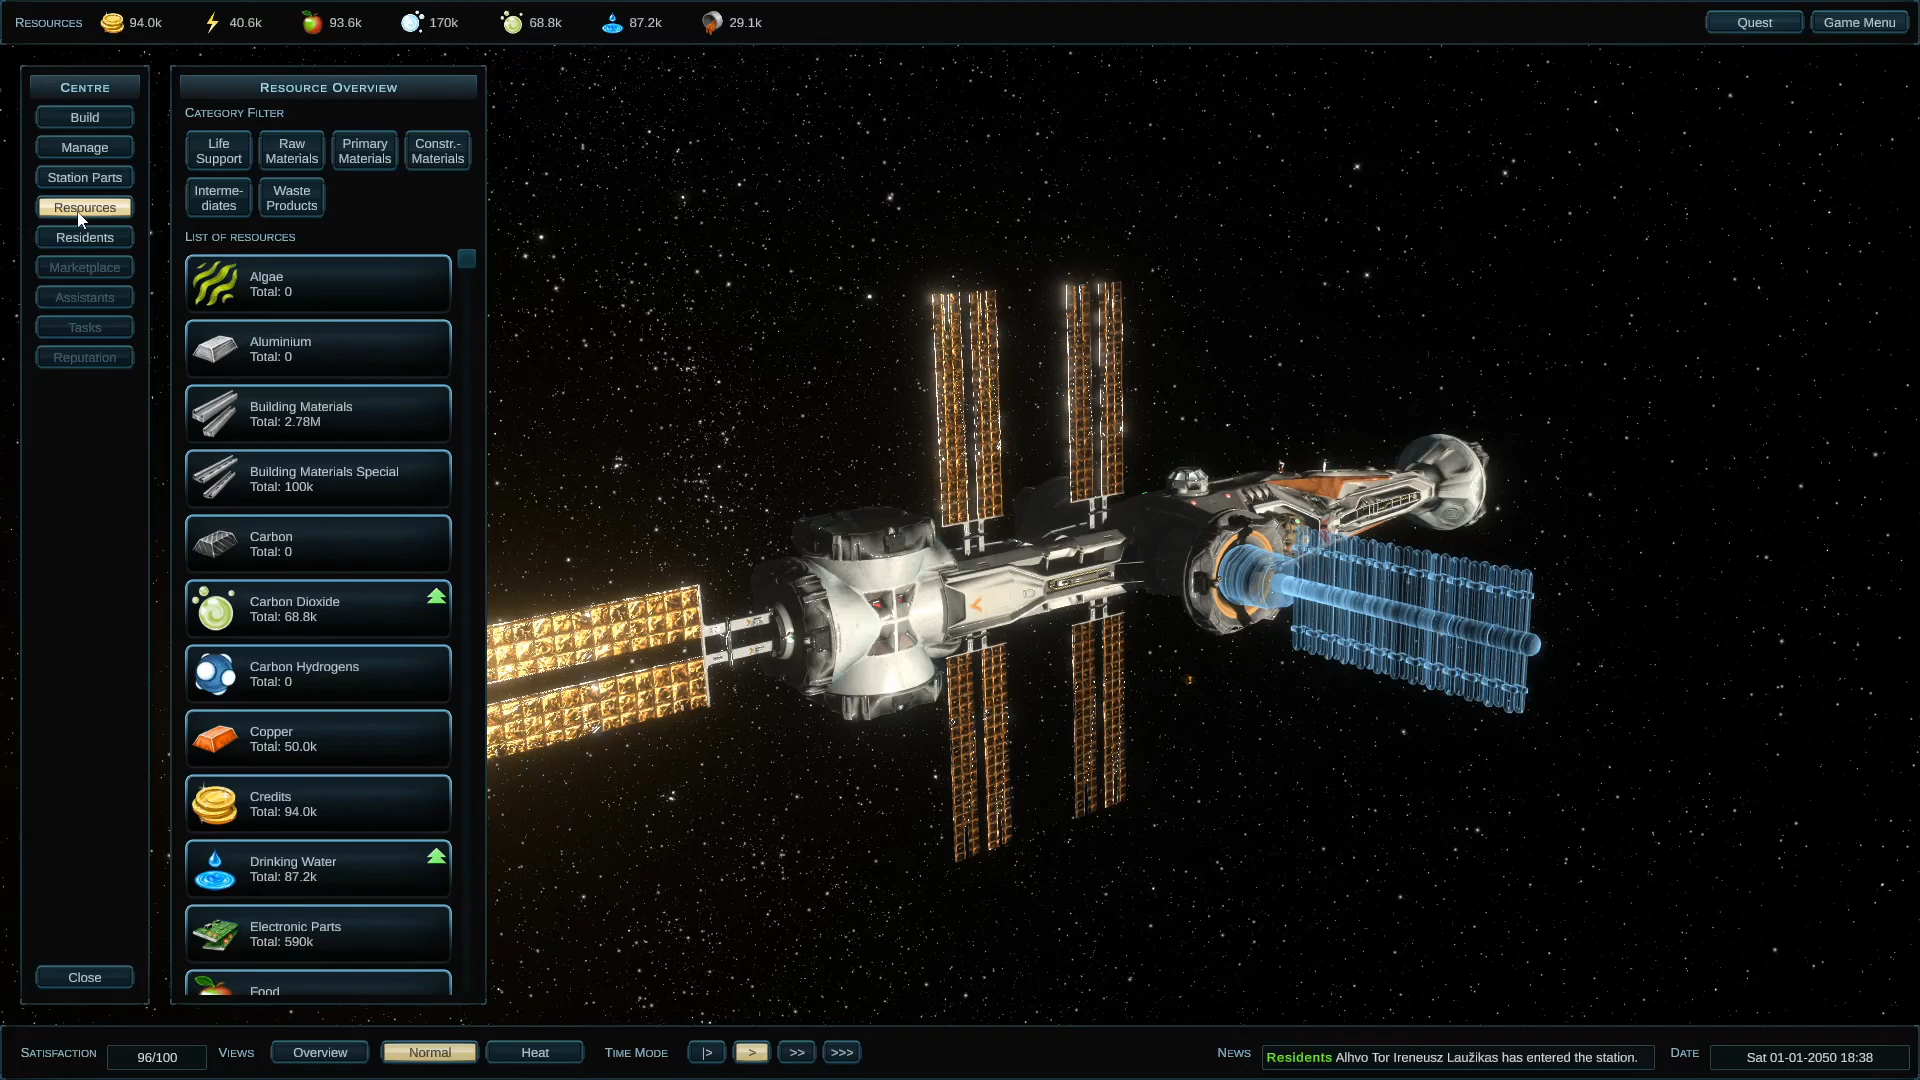 RESOURCES 94.0k 40.6k 93.6k 170k 68.8k 87.2k 29.1k Quest Game Menu
CENTRE
Build
Manage
Station Parts
Resources
Residents
Marketplace
Assistants
Tasks
Reputation
Close
RESOURCE OVERVIEW
CATEGORY FILTER
Life Support
Raw Materials
Primary Materials
Constr.- Materials
Interme- diates
Waste Products
LIST OF RESOURCES
Algae
Total: 0
Aluminium
Total: 0
Building Materials
Total: 2.78M
Building Materials Special
Total: 100k
Carbon
Total: 0
Carbon Dioxide
Total: 68.8k
Carbon Hydrogens
Total: 0
Copper
Total: 50.0k
Credits
Total: 94.0k
Drinking Water
Total: 87.2k
Electronic Parts
Total: 590k
Food
SATISFACTION 96/100 VIEWS Overview Normal Heat TIME MODE |> > >> >>> NEWS Residents Alhvo Tor Ireneusz Laužikas has entered the station. DATE Sat 01-01-2050 18:38